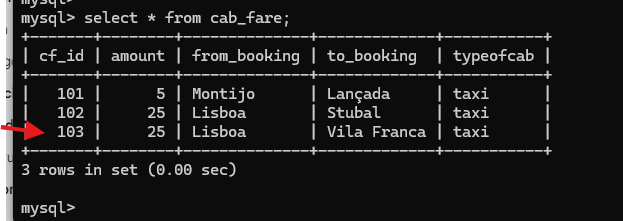 mysql>
mysql> select * from cab_fare;
+-------+--------+--------------+-------------+-----------+
| cf_id | amount | from_booking | to_booking | typeofcab |
+-------+--------+--------------+-------------+-----------+
| 101 | 5 | Montijo | Lançada | taxi |
| 102 | 25 | Lisboa | Stubal | taxi |
| 103 | 25 | Lisboa | Vila Franca | taxi |
+-------+--------+--------------+-------------+-----------+
3 rows in set (0.00 sec)
mysql>